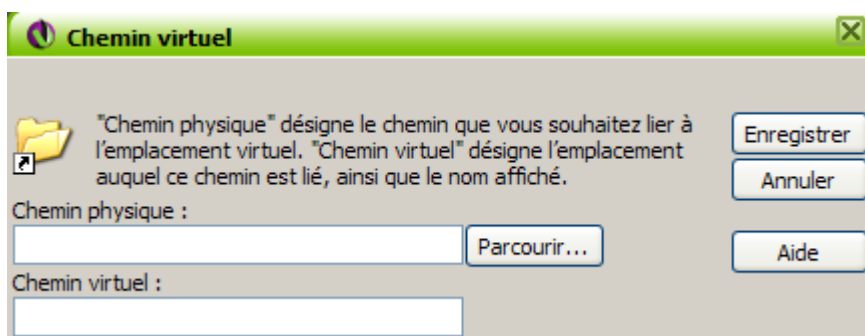 Chemin virtuel
"Chemin physique" désigne le chemin que vous souhaitez lier à
l'emplacement virtuel. "Chemin virtuel" désigne l'emplacement
auquel ce chemin est lié, ainsi que le nom affiché.
Enregistrer
Annuler
Chemin physique :
Parcourir...
Aide
Chemin virtuel :